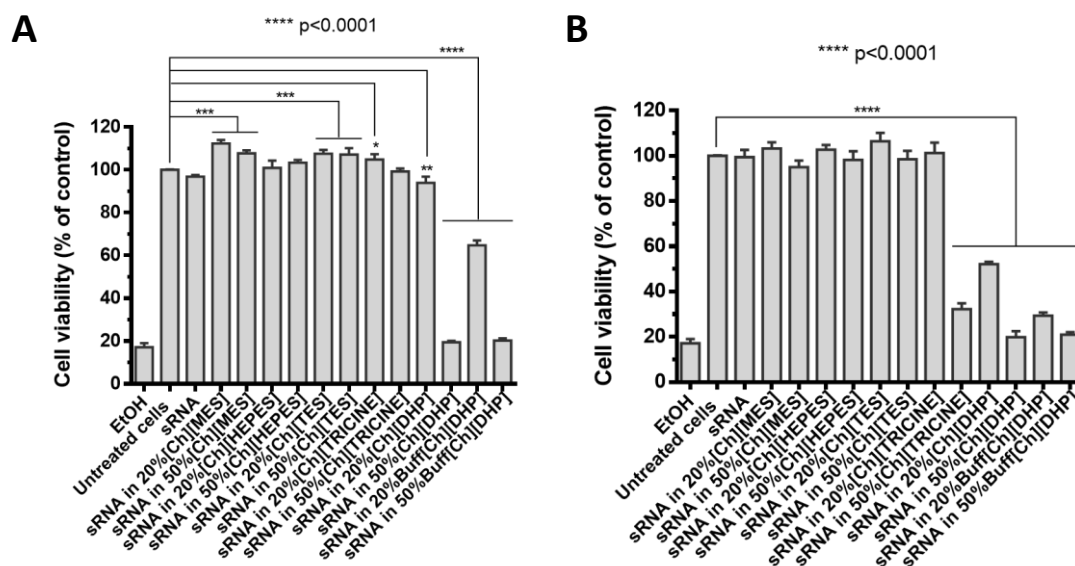 A
**** p<0.0001
****
***
***
***
*
**
Cell viability (% of control)
120
100
80
60
40
20
0
EtOH
Untreated cells
sRNA
sRNA in 20%[Ch][MES]
sRNA in 50%[Ch][MES]
sRNA in 20%[Ch][HEPES]
sRNA in 50%[Ch][HEPES]
sRNA in 20%[Ch][TES]
sRNA in 50%[Ch][TES]
sRNA in 20%[Ch][TRICINE]
sRNA in 50%[Ch][TRICINE]
sRNA in 20%[Ch][DHP]
sRNA in 50%[Ch][DHP]
sRNA in 20%Buff[Ch][DHP]
sRNA in 50%Buff[Ch][DHP]
B
**** p<0.0001
****
Cell viability (% of control)
120
100
80
60
40
20
0
EtOH
Untreated cells
sRNA
sRNA in 20%[Ch][MES]
sRNA in 50%[Ch][MES]
sRNA in 20%[Ch][HEPES]
sRNA in 50%[Ch][HEPES]
sRNA in 20%[Ch][TES]
sRNA in 50%[Ch][TES]
sRNA in 20%[Ch][TRICINE]
sRNA in 50%[Ch][TRICINE]
sRNA in 20%[Ch][DHP]
sRNA in 50%[Ch][DHP]
sRNA in 20%Buff[Ch][DHP]
sRNA in 50%Buff[Ch][DHP]